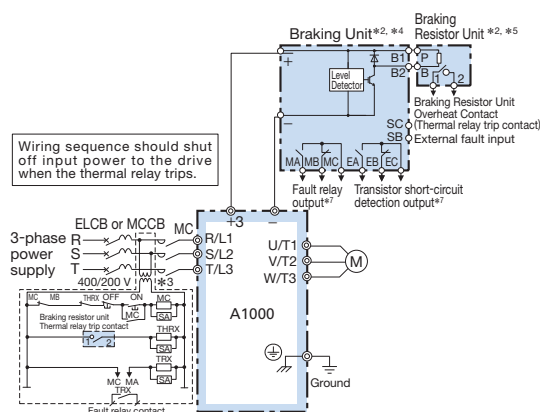 Braking Unit*2, *4
Braking
Resistor Unit *2, *5
+
B1
B2
P
B
1 2
Level
Detector
–
Braking Resistor Unit
Overheat Contact
(Thermal relay trip contact)
SC
SB
External fault input
MA MB MC EA EB EC
Fault relay
output*7
Transistor short-circuit
detection output*7
Wiring sequence should shut
off input power to the drive
when the thermal relay trips.
ELCB or MCCB MC
+3 –
3-phase
power
supply
R
S
T
R/L1
S/L2
T/L3
U/T1
V/T2
W/T3
M
400/200 V
*3
A1000
MC MB THRX OFF ON MC
MC
SA
Braking resistor unit
Thermal relay trip contact
1 2
THRX
SA
TRX
SA
MC MA
TRX
Fault relay contact
Ground